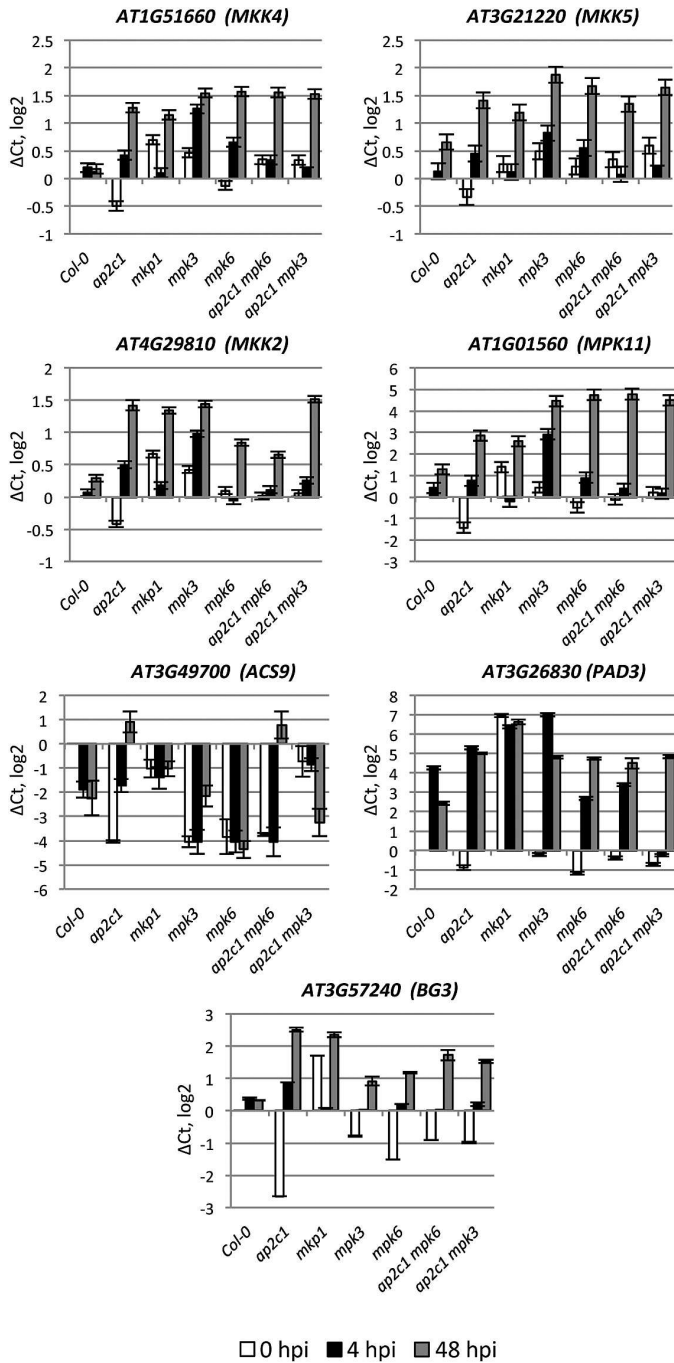 AT1G51660 (MKK4)
ΔCt, log2
2.5
2
1.5
1
0.5
0
-0.5
-1
Col-0
ap2c1
mkp1
mpk3
mpk6
ap2c1 mpk6
ap2c1 mpk3
AT3G21220 (MKK5)
ΔCt, log2
2.5
2
1.5
1
0.5
0
-0.5
-1
Col-0
ap2c1
mkp1
mpk3
mpk6
ap2c1 mpk6
ap2c1 mpk3
AT4G29810 (MKK2)
ΔCt, log2
2
1.5
1
0.5
0
-0.5
-1
Col-0
ap2c1
mkp1
mpk3
mpk6
ap2c1 mpk6
ap2c1 mpk3
AT1G01560 (MPK11)
ΔCt, log2
6
5
4
3
2
1
0
-1
-2
-3
Col-0
ap2c1
mkp1
mpk3
mpk6
ap2c1 mpk6
ap2c1 mpk3
AT3G49700 (ACS9)
ΔCt, log2
2
1
0
-1
-2
-3
-4
-5
-6
Col-0
ap2c1
mkp1
mpk3
mpk6
ap2c1 mpk6
ap2c1 mpk3
AT3G26830 (PAD3)
ΔCt, log2
8
7
6
5
4
3
2
1
0
-1
-2
Col-0
ap2c1
mkp1
mpk3
mpk6
ap2c1 mpk6
ap2c1 mpk3
AT3G57240 (BG3)
ΔCt, log2
3
2
1
0
-1
-2
-3
Col-0
ap2c1
mkp1
mpk3
mpk6
ap2c1 mpk6
ap2c1 mpk3
0 hpi 4 hpi 48 hpi